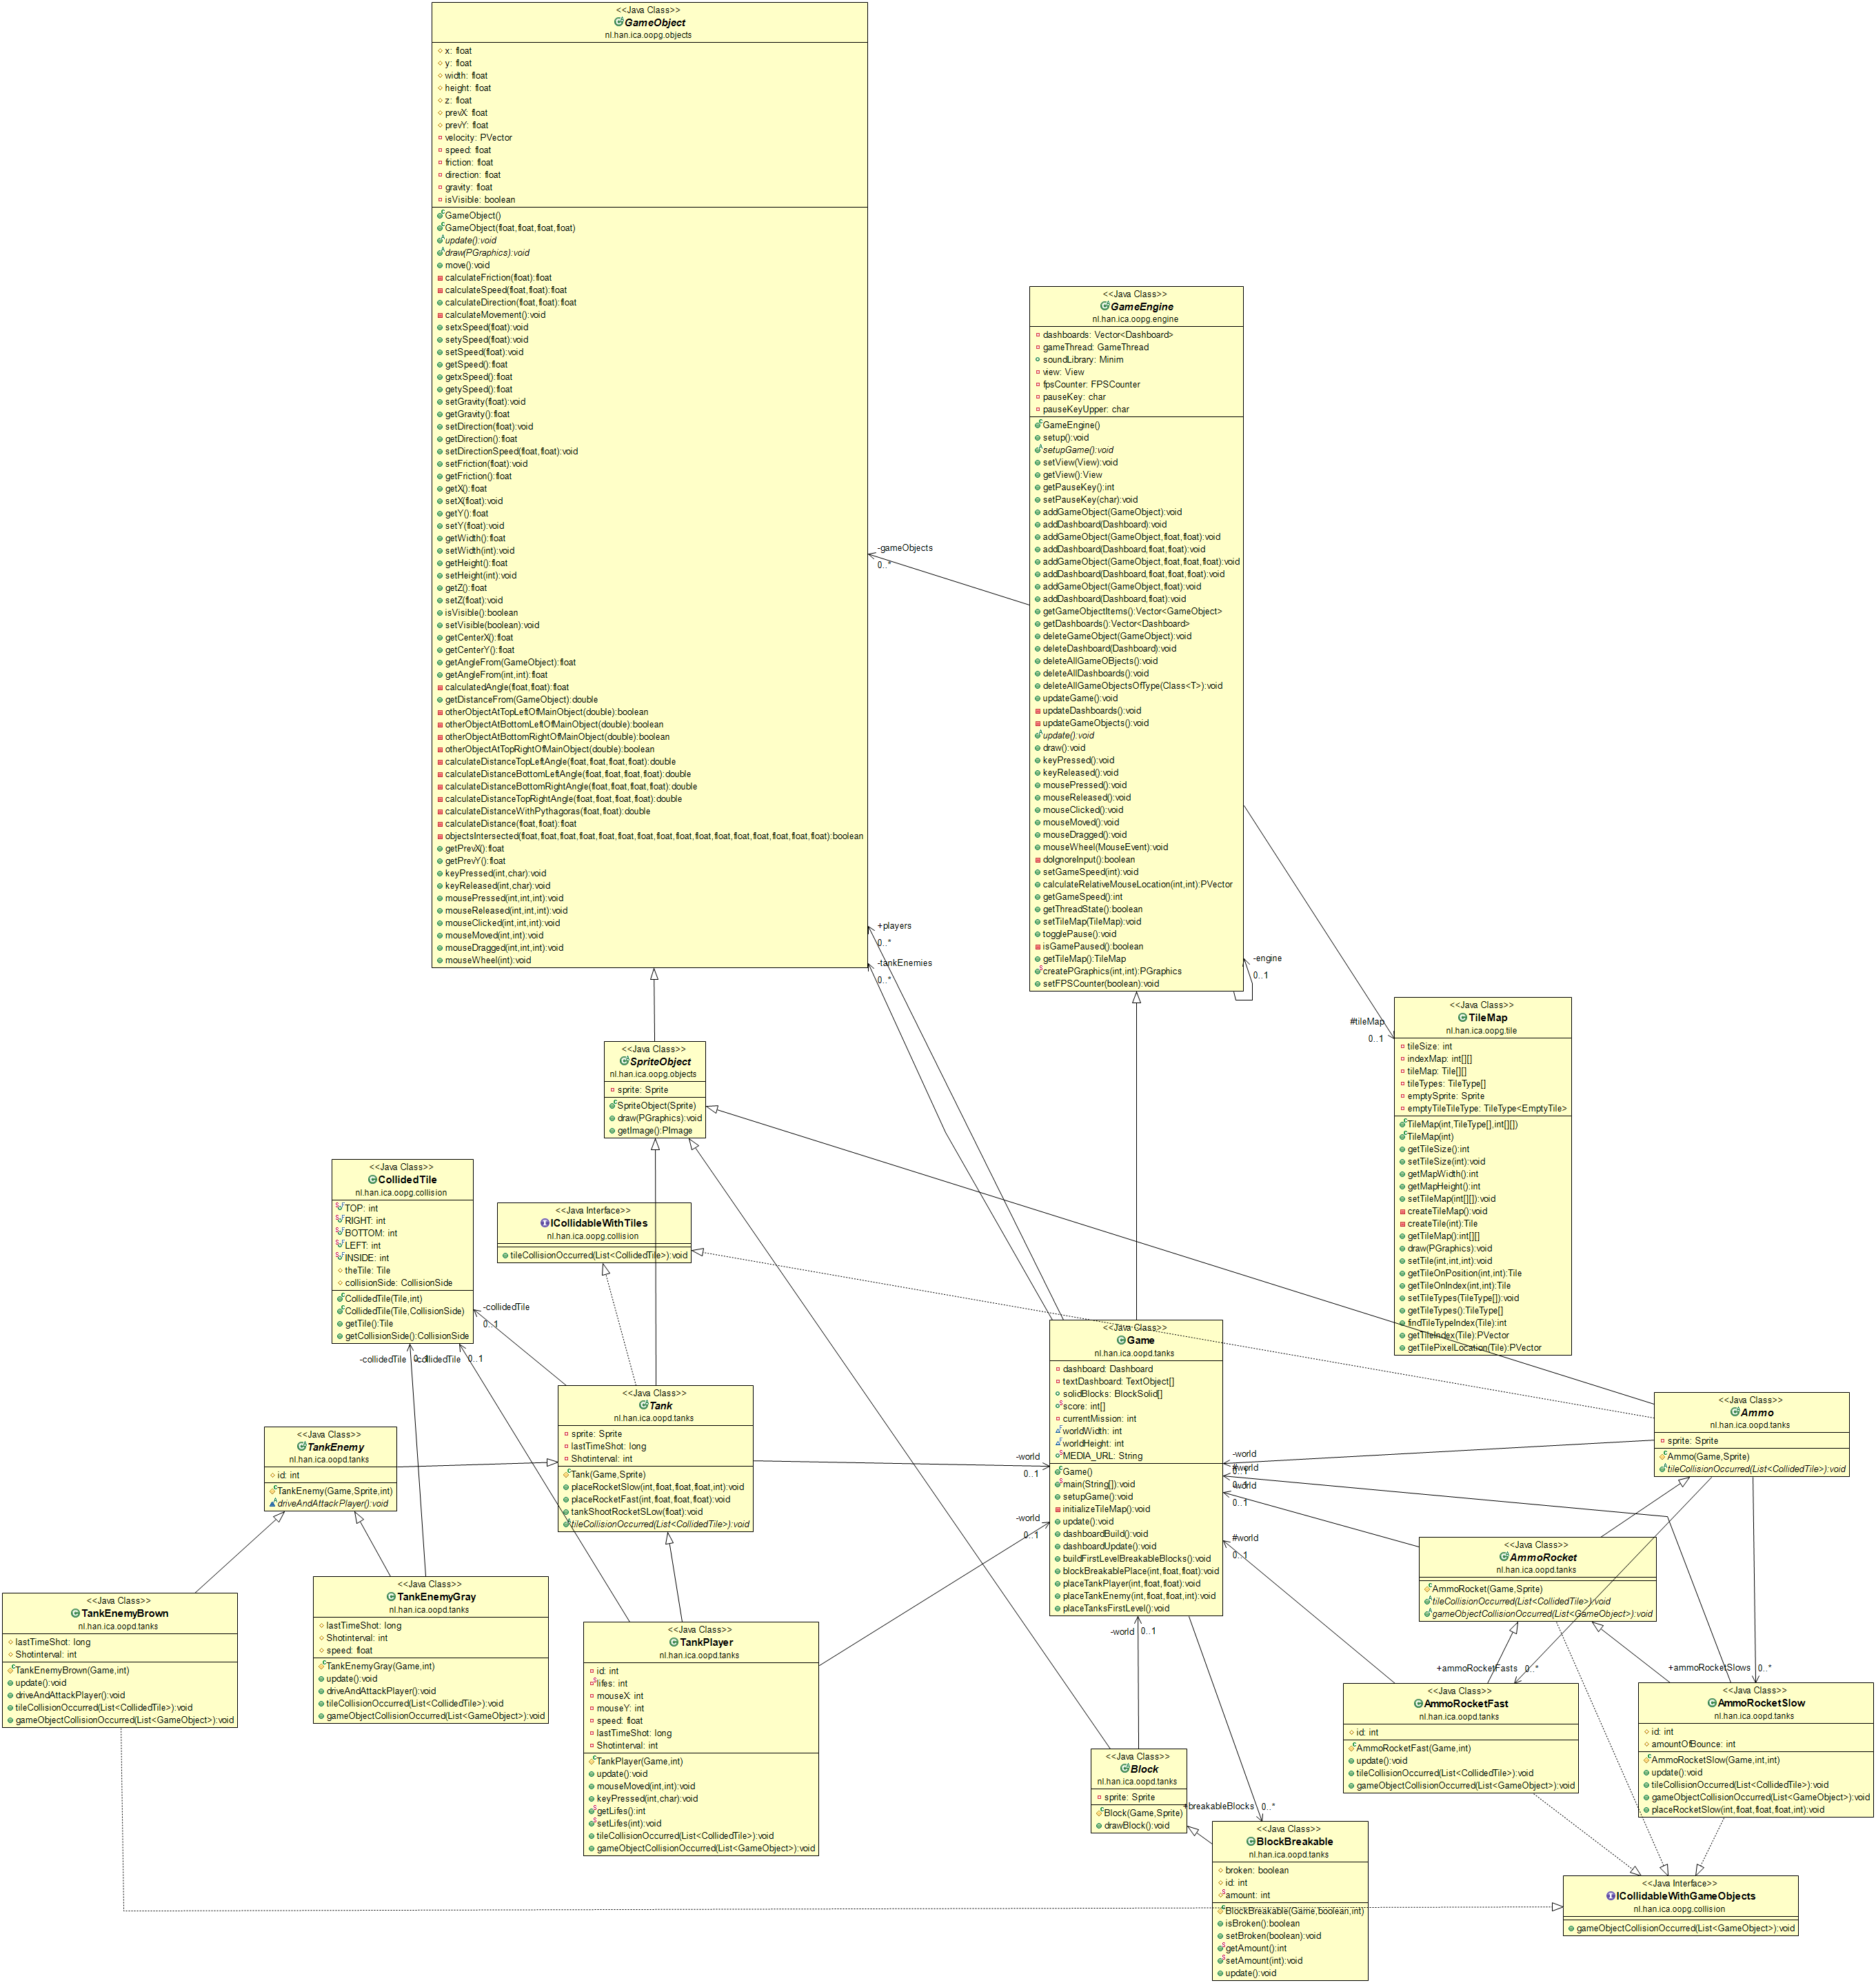 <<Java Class>>
GameObject
nl.han.ica.oopg.objects
x: float
y: float
width: float
height: float
z: float
prevX: float
prevY: float
velocity: PVector
speed: float
friction: float
direction: float
gravity: float
isVisible: boolean
GameObject()
GameObject(float,float,float,float)
update():void
draw(PGraphics):void
move():void
calculateFriction(float):float
calculateSpeed(float,float):float
calculateDirection(float,float):float
calculateMovement():void
setxSpeed(float):void
setySpeed(float):void
setSpeed(float):void
getSpeed():float
getxSpeed():float
getySpeed():float
setGravity(float):void
getGravity():float
setDirection(float):void
getDirection():float
setDirectionSpeed(float,float):void
setFriction(float):void
getFriction():float
getX():float
setX(float):void
getY():float
setY(float):void
getWidth():float
setWidth(int):void
getHeight():float
setHeight(int):void
getZ():float
setZ(float):void
isVisible():boolean
setVisible(boolean):void
getCenterX():float
getCenterY():float
getAngleFrom(GameObject):float
getAngleFrom(int,int):float
calculatedAngle(float,float):float
getDistanceFrom(GameObject):double
otherObjectAtTopLeftOfMainObject(double):boolean
otherObjectAtBottomLeftOfMainObject(double):boolean
otherObjectAtBottomRightOfMainObject(double):boolean
otherObjectAtTopRightOfMainObject(double):boolean
calculateDistanceTopLeftAngle(float,float,float,float):double
calculateDistanceBottomLeftAngle(float,float,float,float):double
calculateDistanceBottomRightAngle(float,float,float,float):double
calculateDistanceTopRightAngle(float,float,float,float):double
calculateDistanceWithPythagoras(float,float):double
calculateDistance(float,float):float
objectsIntersected(float,float,float,float,float,float,float,float,float,float,float,float,float,float,float,float):boolean
getPrevX():float
getPrevY():float
keyPressed(int,char):void
keyReleased(int,char):void
mousePressed(int,int,int):void
mouseReleased(int,int,int):void
mouseClicked(int,int,int):void
mouseMoved(int,int):void
mouseDragged(int,int,int):void
mouseWheel(int):void
<<Java Class>>
GameEngine
nl.han.ica.oopg.engine
dashboards: Vector<Dashboard>
gameThread: GameThread
soundLibrary: Minim
view: View
fpsCounter: FPSCounter
pauseKey: char
pauseKeyUpper: char
GameEngine()
setup():void
setupGame():void
setView(View):void
getView():View
getPauseKey():int
setPauseKey(char):void
addGameObject(GameObject):void
addDashboard(Dashboard):void
addGameObject(GameObject,float,float):void
addDashboard(Dashboard,float,float):void
addGameObject(GameObject,float,float,float):void
addDashboard(Dashboard,float,float,float):void
addGameObject(GameObject,float):void
addDashboard(Dashboard,float):void
getGameObjectItems():Vector<GameObject>
getDashboards():Vector<Dashboard>
deleteGameObject(GameObject):void
deleteDashboard(Dashboard):void
deleteAllGameOBjects():void
deleteAllDashboards():void
deleteAllGameObjectsOfType(Class<T>):void
updateGame():void
updateDashboards():void
updateGameObjects():void
update():void
draw():void
keyPressed():void
keyReleased():void
mousePressed():void
mouseReleased():void
mouseClicked():void
mouseMoved():void
mouseDragged():void
mouseWheel(MouseEvent):void
doIgnoreInput():boolean
setGameSpeed(int):void
calculateRelativeMouseLocation(int,int):PVector
getGameSpeed():int
getThreadState():boolean
setTileMap(TileMap):void
togglePause():void
isGamePaused():boolean
getTileMap():TileMap
createPGraphics(int,int):PGraphics
setFPSCounter(boolean):void
-gameObjects
0..*
+players
0..*
-tankEnemies
0..*
-engine
0..1
#tileMap
0..1
<<Java Class>>
TileMap
nl.han.ica.oopg.tile
tileSize: int
indexMap: int[][]
tileMap: Tile[][]
tileTypes: TileType[]
emptySprite: Sprite
emptyTileTileType: TileType<EmptyTile>
TileMap(int,TileType[],int[][])
TileMap(int)
getTileSize():int
setTileSize(int):void
getMapWidth():int
getMapHeight():int
setTileMap(int[][]):void
createTileMap():void
createTile(int):Tile
getTileMap():int[][]
draw(PGraphics):void
setTile(int,int,int):void
getTileOnPosition(int,int):Tile
getTileOnIndex(int,int):Tile
setTileTypes(TileType[]):void
getTileTypes():TileType[]
findTileTypeIndex(Tile):int
getTileIndex(Tile):PVector
getTilePixelLocation(Tile):PVector
<<Java Class>>
SpriteObject
nl.han.ica.oopg.objects
sprite: Sprite
SpriteObject(Sprite)
draw(PGraphics):void
getImage():PImage
<<Java Class>>
CollidedTile
nl.han.ica.oopg.collision
TOP: int
RIGHT: int
BOTTOM: int
LEFT: int
INSIDE: int
theTile: Tile
collisionSide: CollisionSide
CollidedTile(Tile,int)
CollidedTile(Tile,CollisionSide)
getTile():Tile
getCollisionSide():CollisionSide
<<Java Interface>>
ICollidableWithTiles
nl.han.ica.oopg.collision
tileCollisionOccurred(List<CollidedTile>):void
-collidedTile
0..1
-collidedTile 0..1
-collidedTile 0..1
<<Java Class>>
Game
nl.han.ica.oopd.tanks
dashboard: Dashboard
textDashboard: TextObject[]
solidBlocks: BlockSolid[]
score: int[]
currentMission: int
worldWidth: int
worldHeight: int
MEDIA_URL: String
Game()
main(String[]):void
setupGame():void
initializeTileMap():void
update():void
dashboardBuild():void
dashboardUpdate():void
buildFirstLevelBreakableBlocks():void
blockBreakablePlace(int,float,float):void
placeTankPlayer(int,float,float):void
placeTankEnemy(int,float,float,int):void
placeTanksFirstLevel():void
<<Java Class>>
Tank
nl.han.ica.oopd.tanks
sprite: Sprite
lastTimeShot: long
Shotinterval: int
Tank(Game,Sprite)
placeRocketSlow(int,float,float,float,int):void
placeRocketFast(int,float,float,float):void
tankShootRocketSLow(float):void
tileCollisionOccurred(List<CollidedTile>):void
<<Java Class>>
Ammo
nl.han.ica.oopd.tanks
sprite: Sprite
Ammo(Game,Sprite)
tileCollisionOccurred(List<CollidedTile>):void
<<Java Class>>
TankEnemy
nl.han.ica.oopd.tanks
id: int
TankEnemy(Game,Sprite,int)
driveAndAttackPlayer():void
-world
0..1
-world
0..1
-world
0..1
#world
0..1
-world
0..1
#world
0..1
<<Java Class>>
AmmoRocket
nl.han.ica.oopd.tanks
AmmoRocket(Game,Sprite)
tileCollisionOccurred(List<CollidedTile>):void
gameObjectCollisionOccurred(List<GameObject>):void
<<Java Class>>
TankEnemyBrown
nl.han.ica.oopd.tanks
lastTimeShot: long
Shotinterval: int
TankEnemyBrown(Game,int)
update():void
driveAndAttackPlayer():void
tileCollisionOccurred(List<CollidedTile>):void
gameObjectCollisionOccurred(List<GameObject>):void
<<Java Class>>
TankEnemyGray
nl.han.ica.oopd.tanks
lastTimeShot: long
Shotinterval: int
speed: float
TankEnemyGray(Game,int)
update():void
driveAndAttackPlayer():void
tileCollisionOccurred(List<CollidedTile>):void
gameObjectCollisionOccurred(List<GameObject>):void
<<Java Class>>
TankPlayer
nl.han.ica.oopd.tanks
id: int
lifes: int
mouseX: int
mouseY: int
speed: float
lastTimeShot: long
Shotinterval: int
TankPlayer(Game,int)
update():void
mouseMoved(int,int):void
keyPressed(int,char):void
getLifes():int
setLifes(int):void
tileCollisionOccurred(List<CollidedTile>):void
gameObjectCollisionOccurred(List<GameObject>):void
-world 0..1
+ammoRocketFasts 0..*
+ammoRocketSlows 0..*
<<Java Class>>
AmmoRocketFast
nl.han.ica.oopd.tanks
id: int
AmmoRocketFast(Game,int)
update():void
tileCollisionOccurred(List<CollidedTile>):void
gameObjectCollisionOccurred(List<GameObject>):void
<<Java Class>>
AmmoRocketSlow
nl.han.ica.oopd.tanks
id: int
amountOfBounce: int
AmmoRocketSlow(Game,int,int)
update():void
tileCollisionOccurred(List<CollidedTile>):void
gameObjectCollisionOccurred(List<GameObject>):void
placeRocketSlow(int,float,float,float,int):void
<<Java Class>>
Block
nl.han.ica.oopd.tanks
sprite: Sprite
Block(Game,Sprite)
drawBlock():void
+breakableBlocks 0..*
<<Java Class>>
BlockBreakable
nl.han.ica.oopd.tanks
broken: boolean
id: int
amount: int
BlockBreakable(Game,boolean,int)
isBroken():boolean
setBroken(boolean):void
getAmount():int
setAmount(int):void
update():void
<<Java Interface>>
ICollidableWithGameObjects
nl.han.ica.oopg.collision
gameObjectCollisionOccurred(List<GameObject>):void